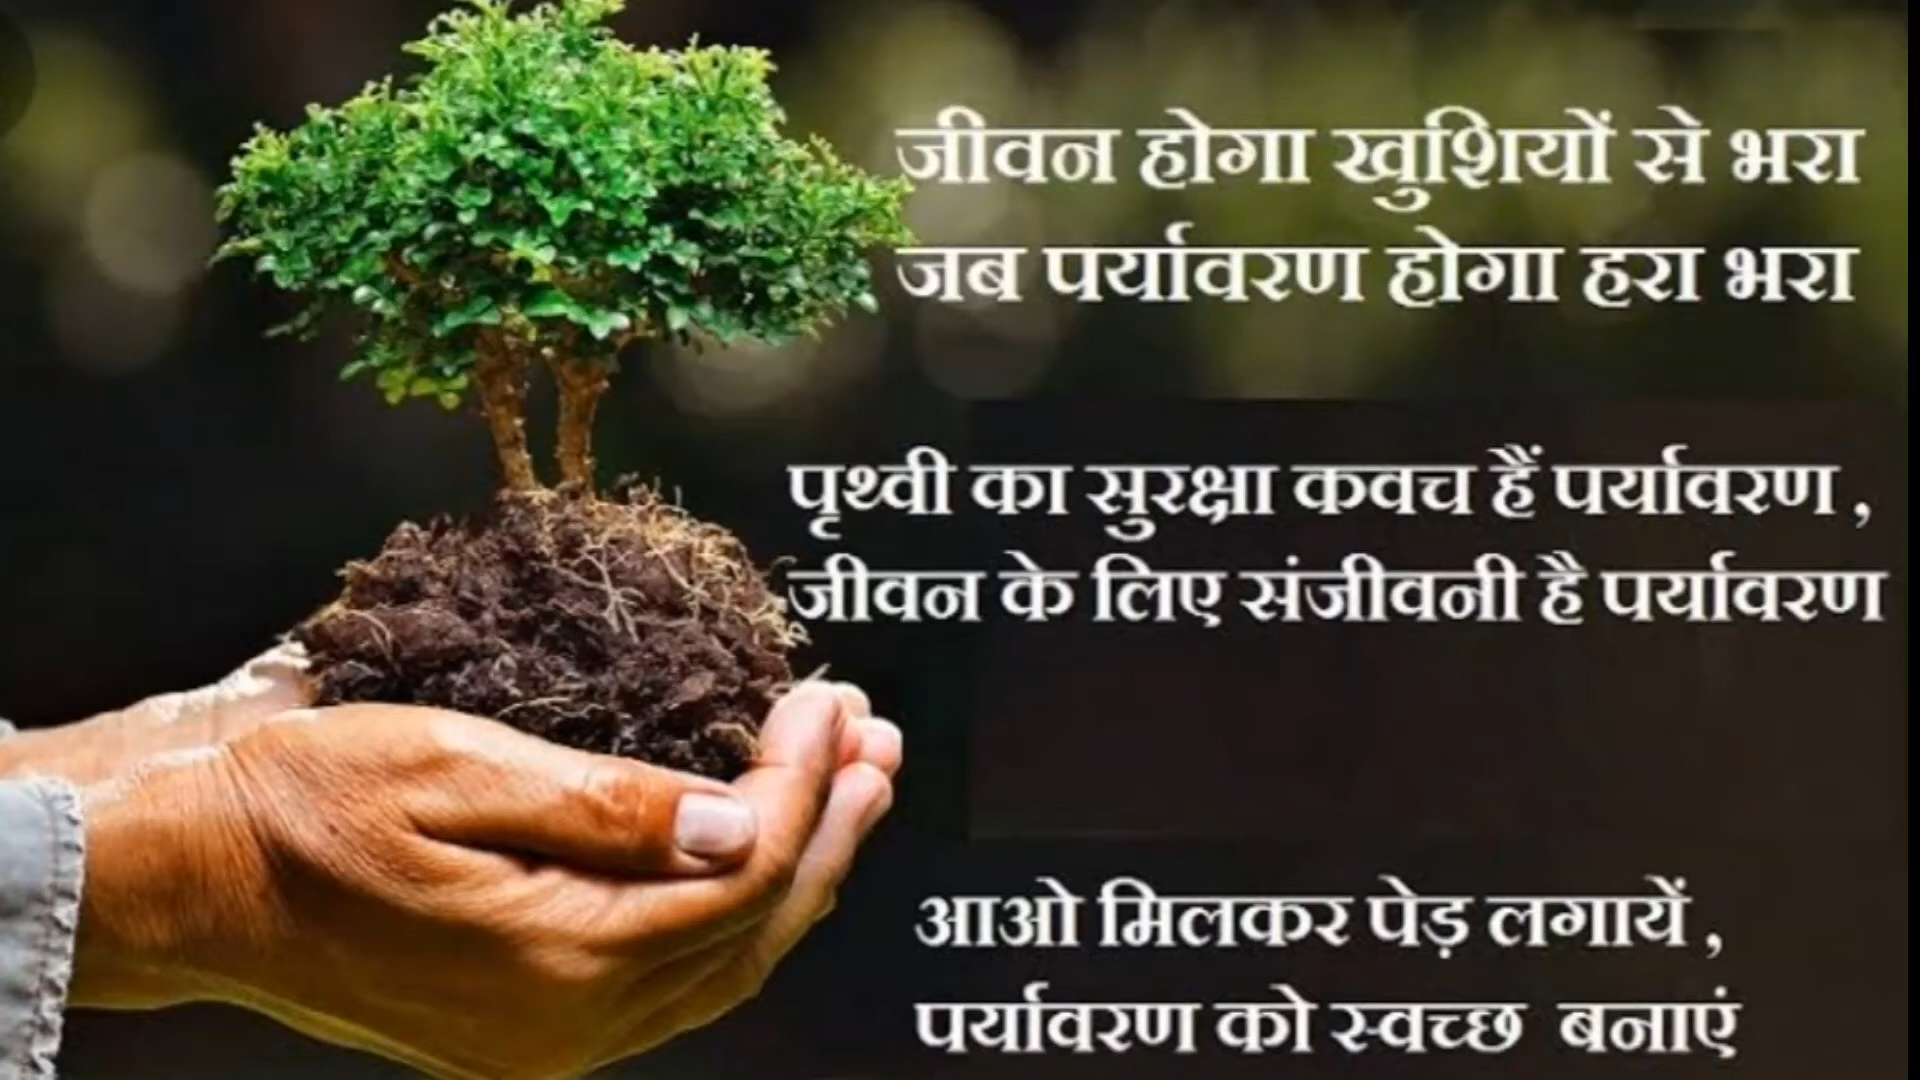 जीवन होगा खुशियों से भरा
जब पर्यावरण होगा हरा भरा
पृथ्वी का सुरक्षा कवच हैं पर्यावरण ,
जीवन के लिए संजीवनी है पर्यावरण
आओ मिलकर पेड़ लगायें ,
पर्यावरण को स्वच्छ बनाएं